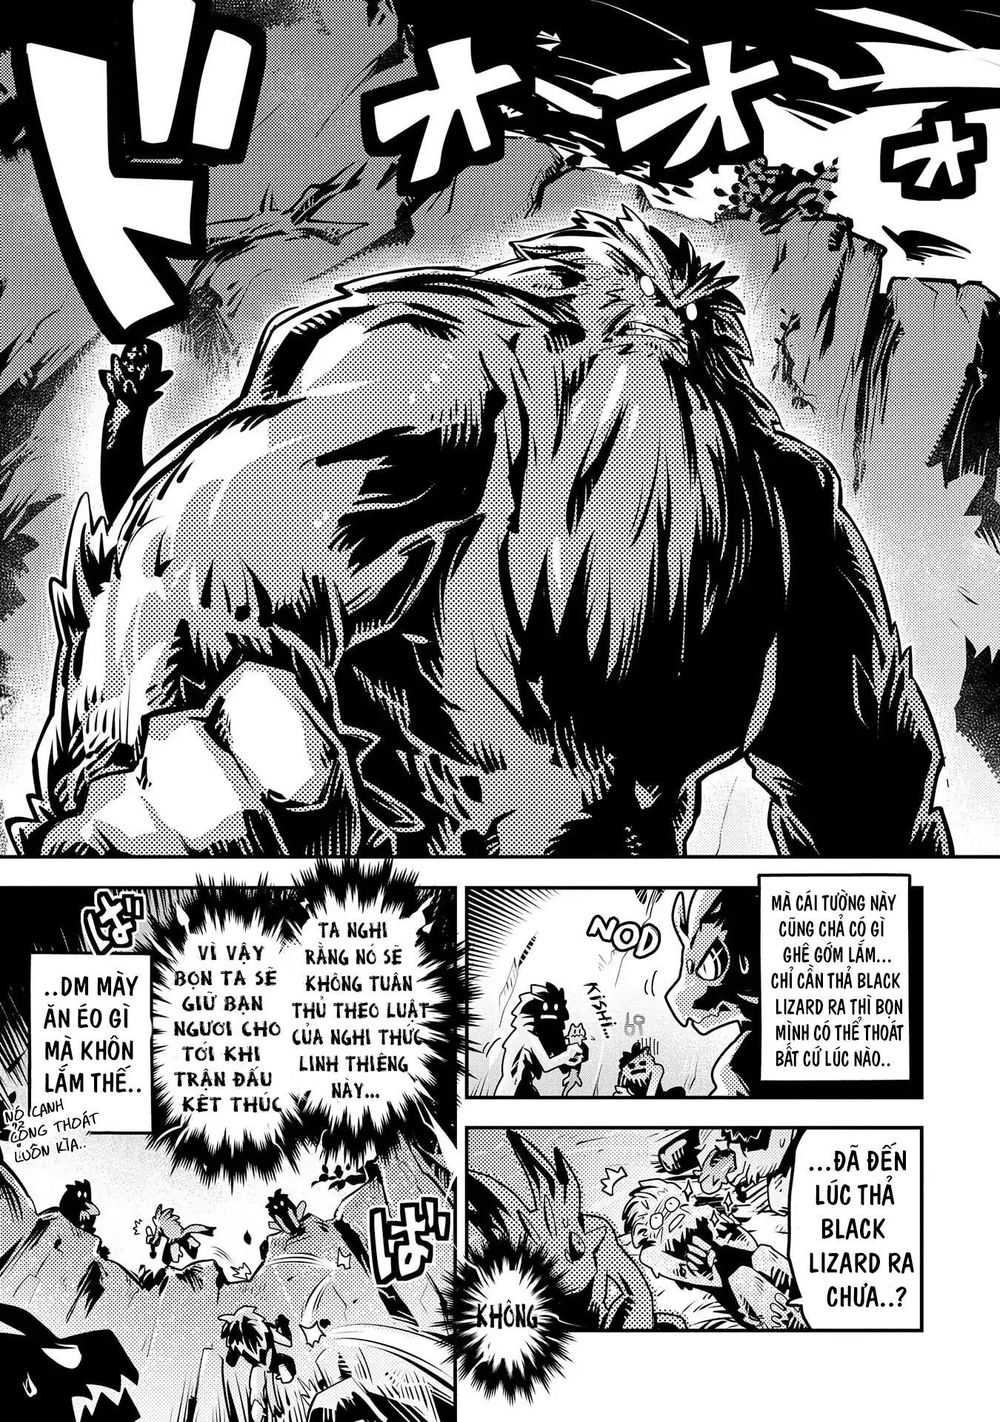 ドオオオ
MÀ CÁI TƯỜNG NÀY
CŨNG CHẢ CÓ GÌ
GHÊ GỚM LẮM...
CHỈ CẦN THẢ BLACK
LIZARD RA THÌ BỌN
MÌNH CÓ THỂ THOÁT
BẤT CỨ LÚC NÀO..
NOD
KISHI...
...ĐÃ ĐẾN
LÚC THẢ
BLACK
LIZARD RA
CHƯA..?
KHÔNG
TA NGHI
RẰNG NÓ SẼ
KHÔNG TUÂN
THỦ THEO LUẬT
CỦA NGHI THỨC
LINH THIÊNG
NÀY...
VÌ VẬY
BỌN TA SẼ
GIỮ BẠN
NGƯƠI CHO
TỚI KHI
TRẬN ĐẤU
KẾT THÚC
ば
..DM MÀY
ĂN ÉO GÌ
MÀ KHÔN
LẮM THẾ..
NÓ CANH
CỔNG THOÁT
LUÔN KÌA..
ば